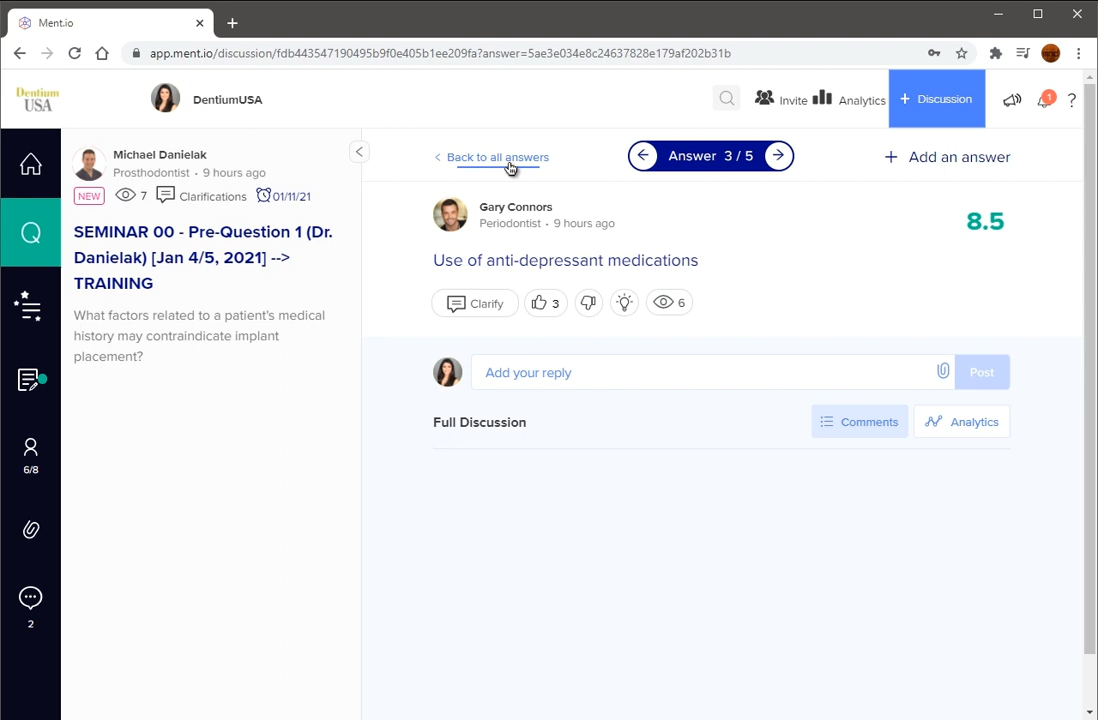 Ment.io
app.ment.io/discussion/fdb443547190495b9f0e405b1ee209fa?answer=5ae3e034e8c24637828e179af202b31b
Dentium
USA
DentiumUSA
Invite
Analytics
+ Discussion
1
?
Michael Danielak
Prosthodontist • 9 hours ago
NEW
7
Clarifications
01/11/21
SEMINAR 00 - Pre-Question 1 (Dr.
Danielak) [Jan 4/5, 2021] -->
TRAINING
What factors related to a patient's medical
history may contraindicate implant
placement?
Q
6/8
2
< Back to all answers
Answer 3 / 5
+ Add an answer
Gary Connors
Periodontist • 9 hours ago
8.5
Use of anti-depressant medications
Clarify
3
6
Add your reply
Post
Full Discussion
Comments
Analytics